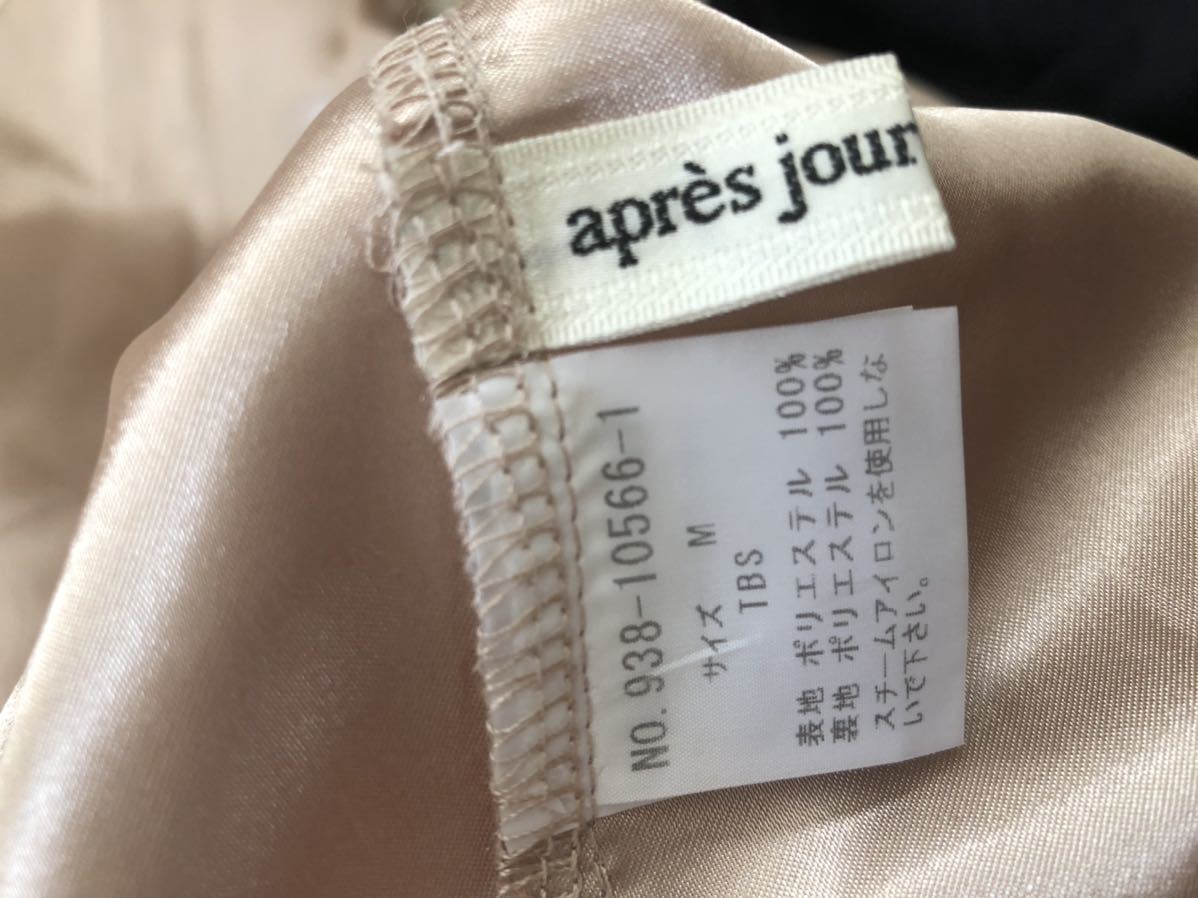 après jour
NO. 938-10566-1
サイズ M
TBS
表地 ポリエステル 100%
裏地 ポリエステル 100%
スチームアイロンを使用しな
いで下さい。